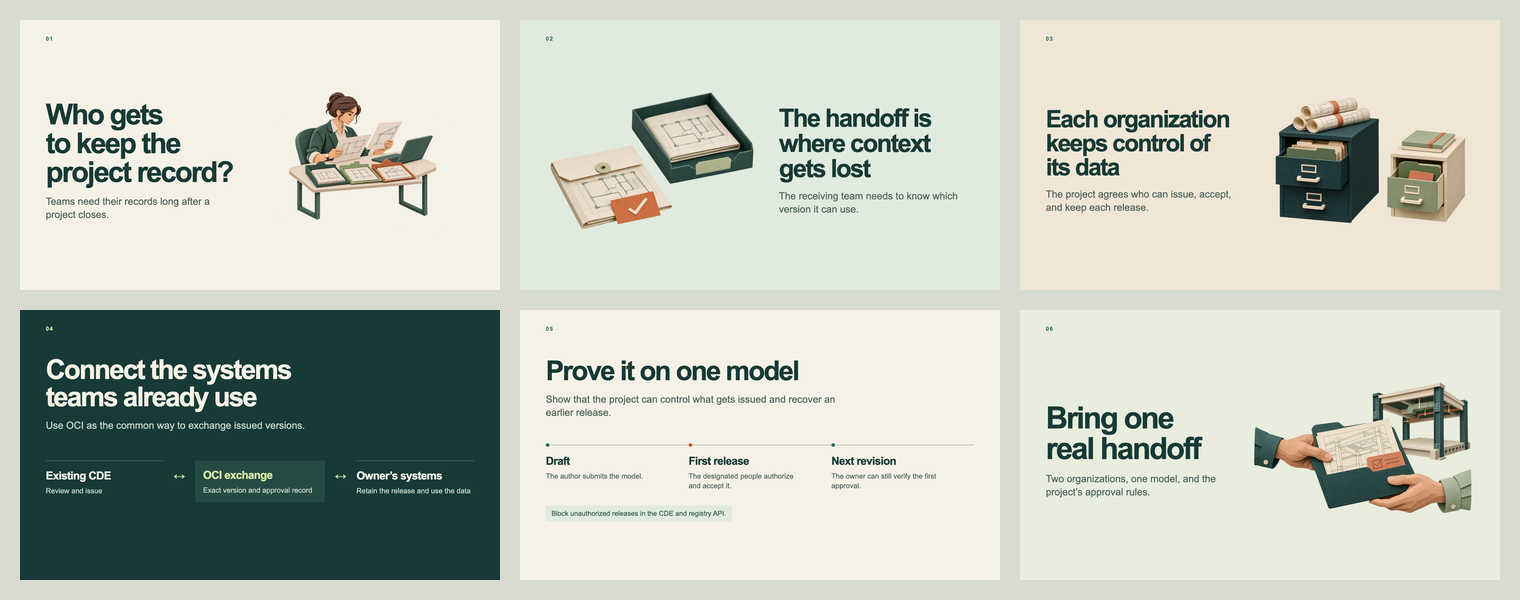 01
Who gets
to keep the
project record?
Teams need their records long after a
project closes.
02
The handoff is
where context
gets lost
The receiving team needs to know which
version it can use.
03
Each organization
keeps control of
its data
The project agrees who can issue, accept,
and keep each release.
04
Connect the systems
teams already use
Use OCI as the common way to exchange issued versions.
Existing CDE
Review and issue
↔
OCI exchange
Exact version and approval record
↔
Owner's systems
Retain the release and use the data
05
Prove it on one model
Show that the project can control what gets issued and recover an
earlier release.
Draft
The author submits the model.
First release
The designated people authorize
and accept it.
Next revision
The owner can still verify the first
approval.
Block unauthorized releases in the CDE and registry API.
06
Bring one
real handoff
Two organizations, one model, and the
project's approval rules.